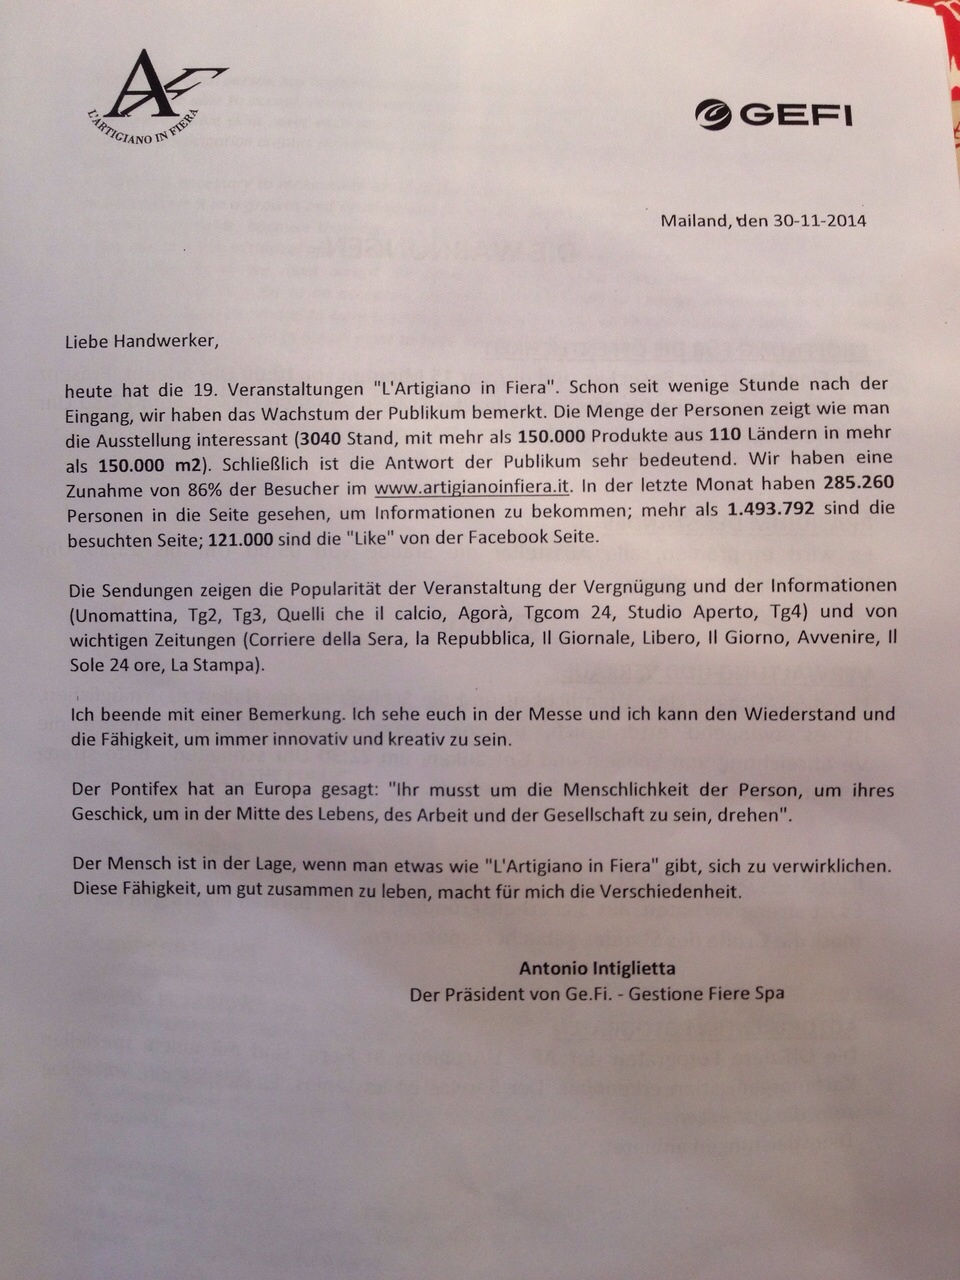 AF
L'ARTIGIANO IN FIERA
GEFI
Mailand, den 30-11-2014
Liebe Handwerker,
heute hat die 19. Veranstaltungen "L'Artigiano in Fiera". Schon seit wenige Stunde nach der
Eingang, wir haben das Wachstum der Publikum bemerkt. Die Menge der Personen zeigt wie man
die Ausstellung interessant (3040 Stand, mit mehr als 150.000 Produkte aus 110 Ländern in mehr
als 150.000 m2). Schließlich ist die Antwort der Publikum sehr bedeutend. Wir haben eine
Zunahme von 86% der Besucher im www.artigianoinfiera.it. In der letzte Monat haben 285.260
Personen in die Seite gesehen, um Informationen zu bekommen; mehr als 1.493.792 sind die
besuchten Seite; 121.000 sind die "Like" von der Facebook Seite.
Die Sendungen zeigen die Popularität der Veranstaltung der Vergnügung und der Informationen
(Unomattina, Tg2, Tg3, Quelli che il calcio, Agorà, Tgcom 24, Studio Aperto, Tg4) und von
wichtigen Zeitungen (Corriere della Sera, la Repubblica, Il Giornale, Libero, Il Giorno, Avvenire, Il
Sole 24 ore, La Stampa).
Ich beende mit einer Bemerkung. Ich sehe euch in der Messe und ich kann den Wiederstand und
die Fähigkeit, um immer innovativ und kreativ zu sein.
Der Pontifex hat an Europa gesagt: "Ihr musst um die Menschlichkeit der Person, um ihres
Geschick, um in der Mitte des Lebens, des Arbeit und der Gesellschaft zu sein, drehen".
Der Mensch ist in der Lage, wenn man etwas wie "L'Artigiano in Fiera" gibt, sich zu verwirklichen.
Diese Fähigkeit, um gut zusammen zu leben, macht für mich die Verschiedenheit.
Antonio Intiglietta
Der Präsident von Ge.Fi. - Gestione Fiere Spa